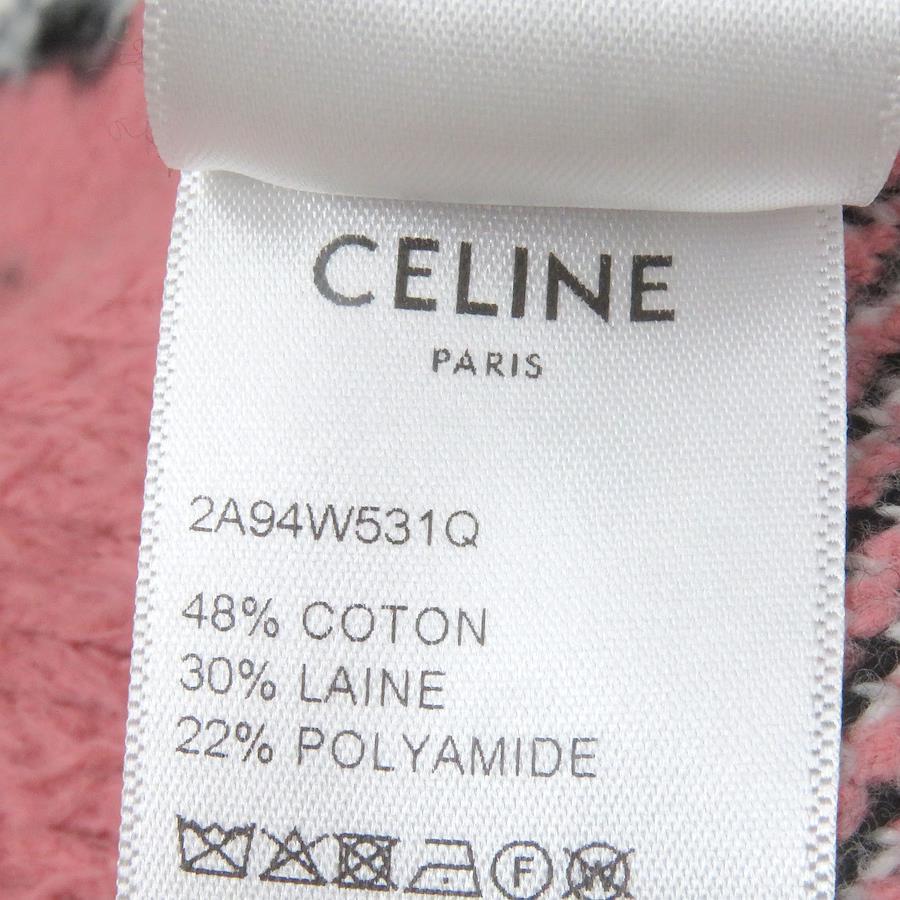 CELINE
PARIS
2A94W531Q
48% COTON
30% LAINE
22% POLYAMIDE
F W